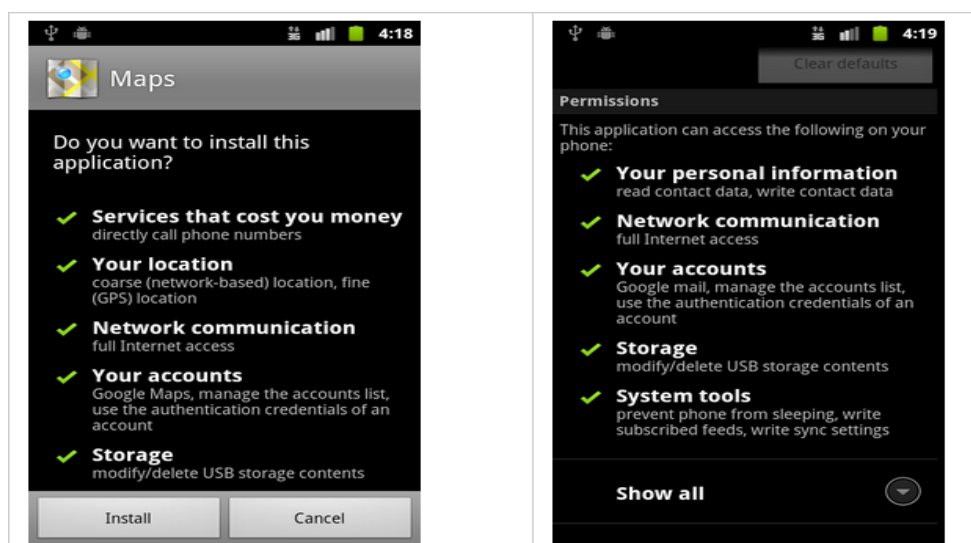 4:18
Maps
Do you want to install this
application?
Services that cost you money
directly call phone numbers
Your location
coarse (network-based) location, fine
(GPS) location
Network communication
full Internet access
Your accounts
Google Maps, manage the accounts list,
use the authentication credentials of an
account
Storage
modify/delete USB storage contents
Install
Cancel
3G
4:19
Clear defaults
Permissions
This application can access the following on your
phone:
Your personal information
read contact data, write contact data
Network communication
full Internet access
Your accounts
Google mail, manage the accounts list,
use the authentication credentials of an
account
Storage
modify/delete USB storage contents
System tools
prevent phone from sleeping, write
subscribed feeds, write sync settings
Show all